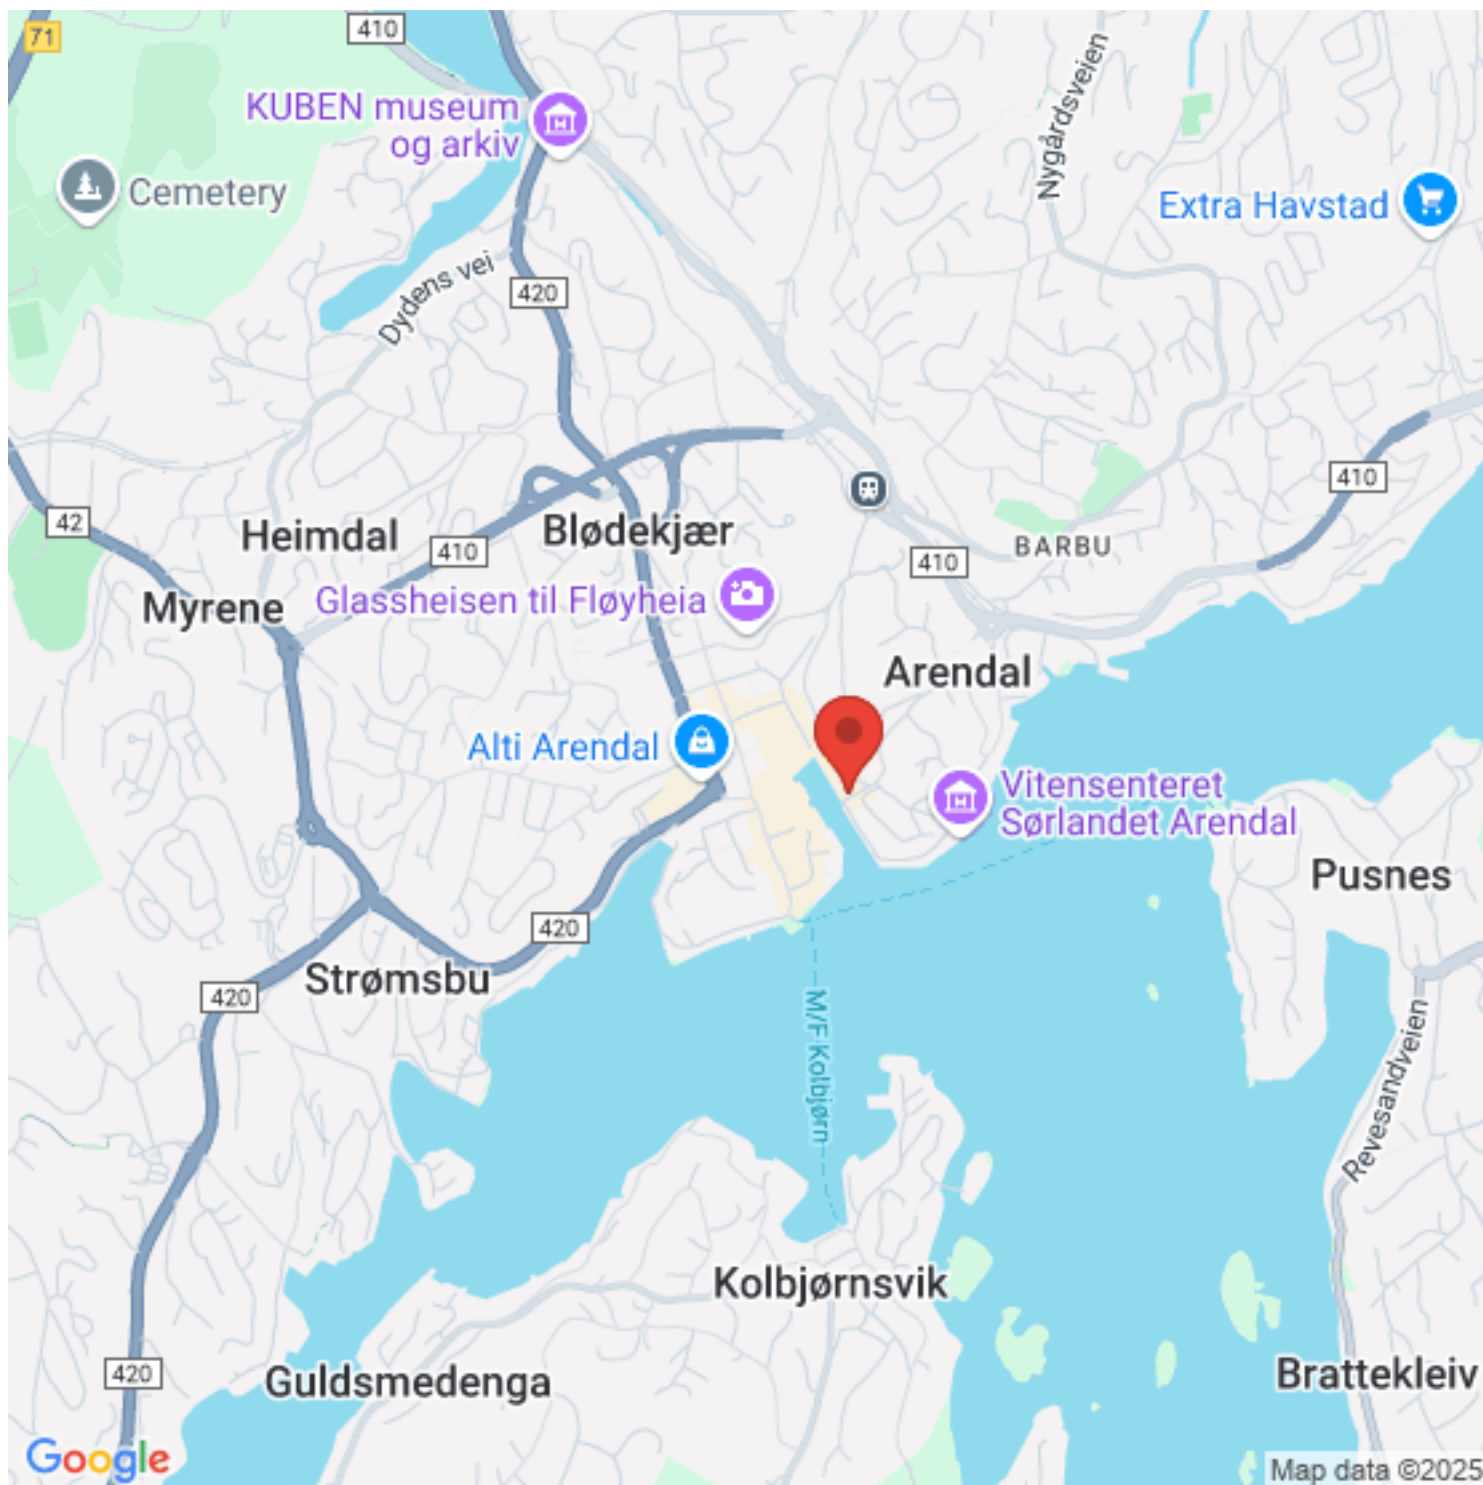 71
410
KUBEN museum
og arkiv
Cemetery
Nygårdsveien
Extra Havstad
Dydens vei
420
410
42
Heimdal
410
Blødekjær
410
BARBU
Myrene
Glassheisen til Fløyheia
Arendal
Alti Arendal
Vitensenteret
Sørlandet Arendal
Pusnes
420
Strømsbu
420
M/F Kolbjørn
Revesandveien
Kolbjørnsvik
420
Guldsmedenga
Brattekleiv
Google
Map data ©2025